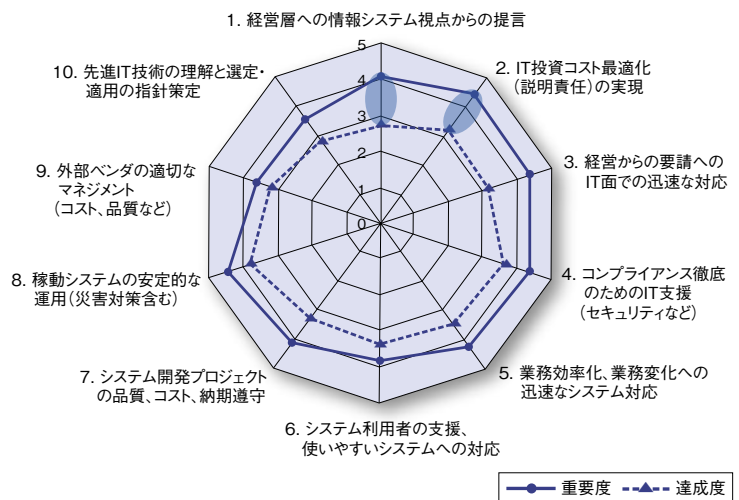 1. 経営層への情報システム視点からの提言
2. IT投資コスト最適化
(説明責任)の実現
3. 経営からの要請への
IT面での迅速な対応
4. コンプライアンス徹底
のためのIT支援
(セキュリティなど)
5. 業務効率化、業務変化への
迅速なシステム対応
6. システム利用者の支援、
使いやすいシステムへの対応
7. システム開発プロジェクト
の品質、コスト、納期遵守
8. 稼動システムの安定的な
運用(災害対策含む)
9. 外部ベンダの適切な
マネジメント
(コスト、品質など)
10. 先進IT技術の理解と選定・
適用の指針策定
5
4
3
2
1
0
重要度 達成度